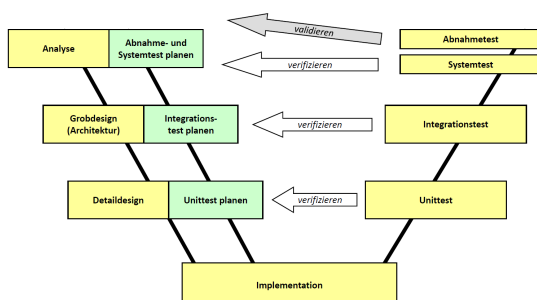 validieren
Abnahmetest
Analyse
Abnahme- und
Systemtest planen
verifizieren
Systemtest
Grobdesign
(Architektur)
Integrations-
test planen
verifizieren
Integrationstest
Detaildesign
Unittest planen
verifizieren
Unittest
Implementation